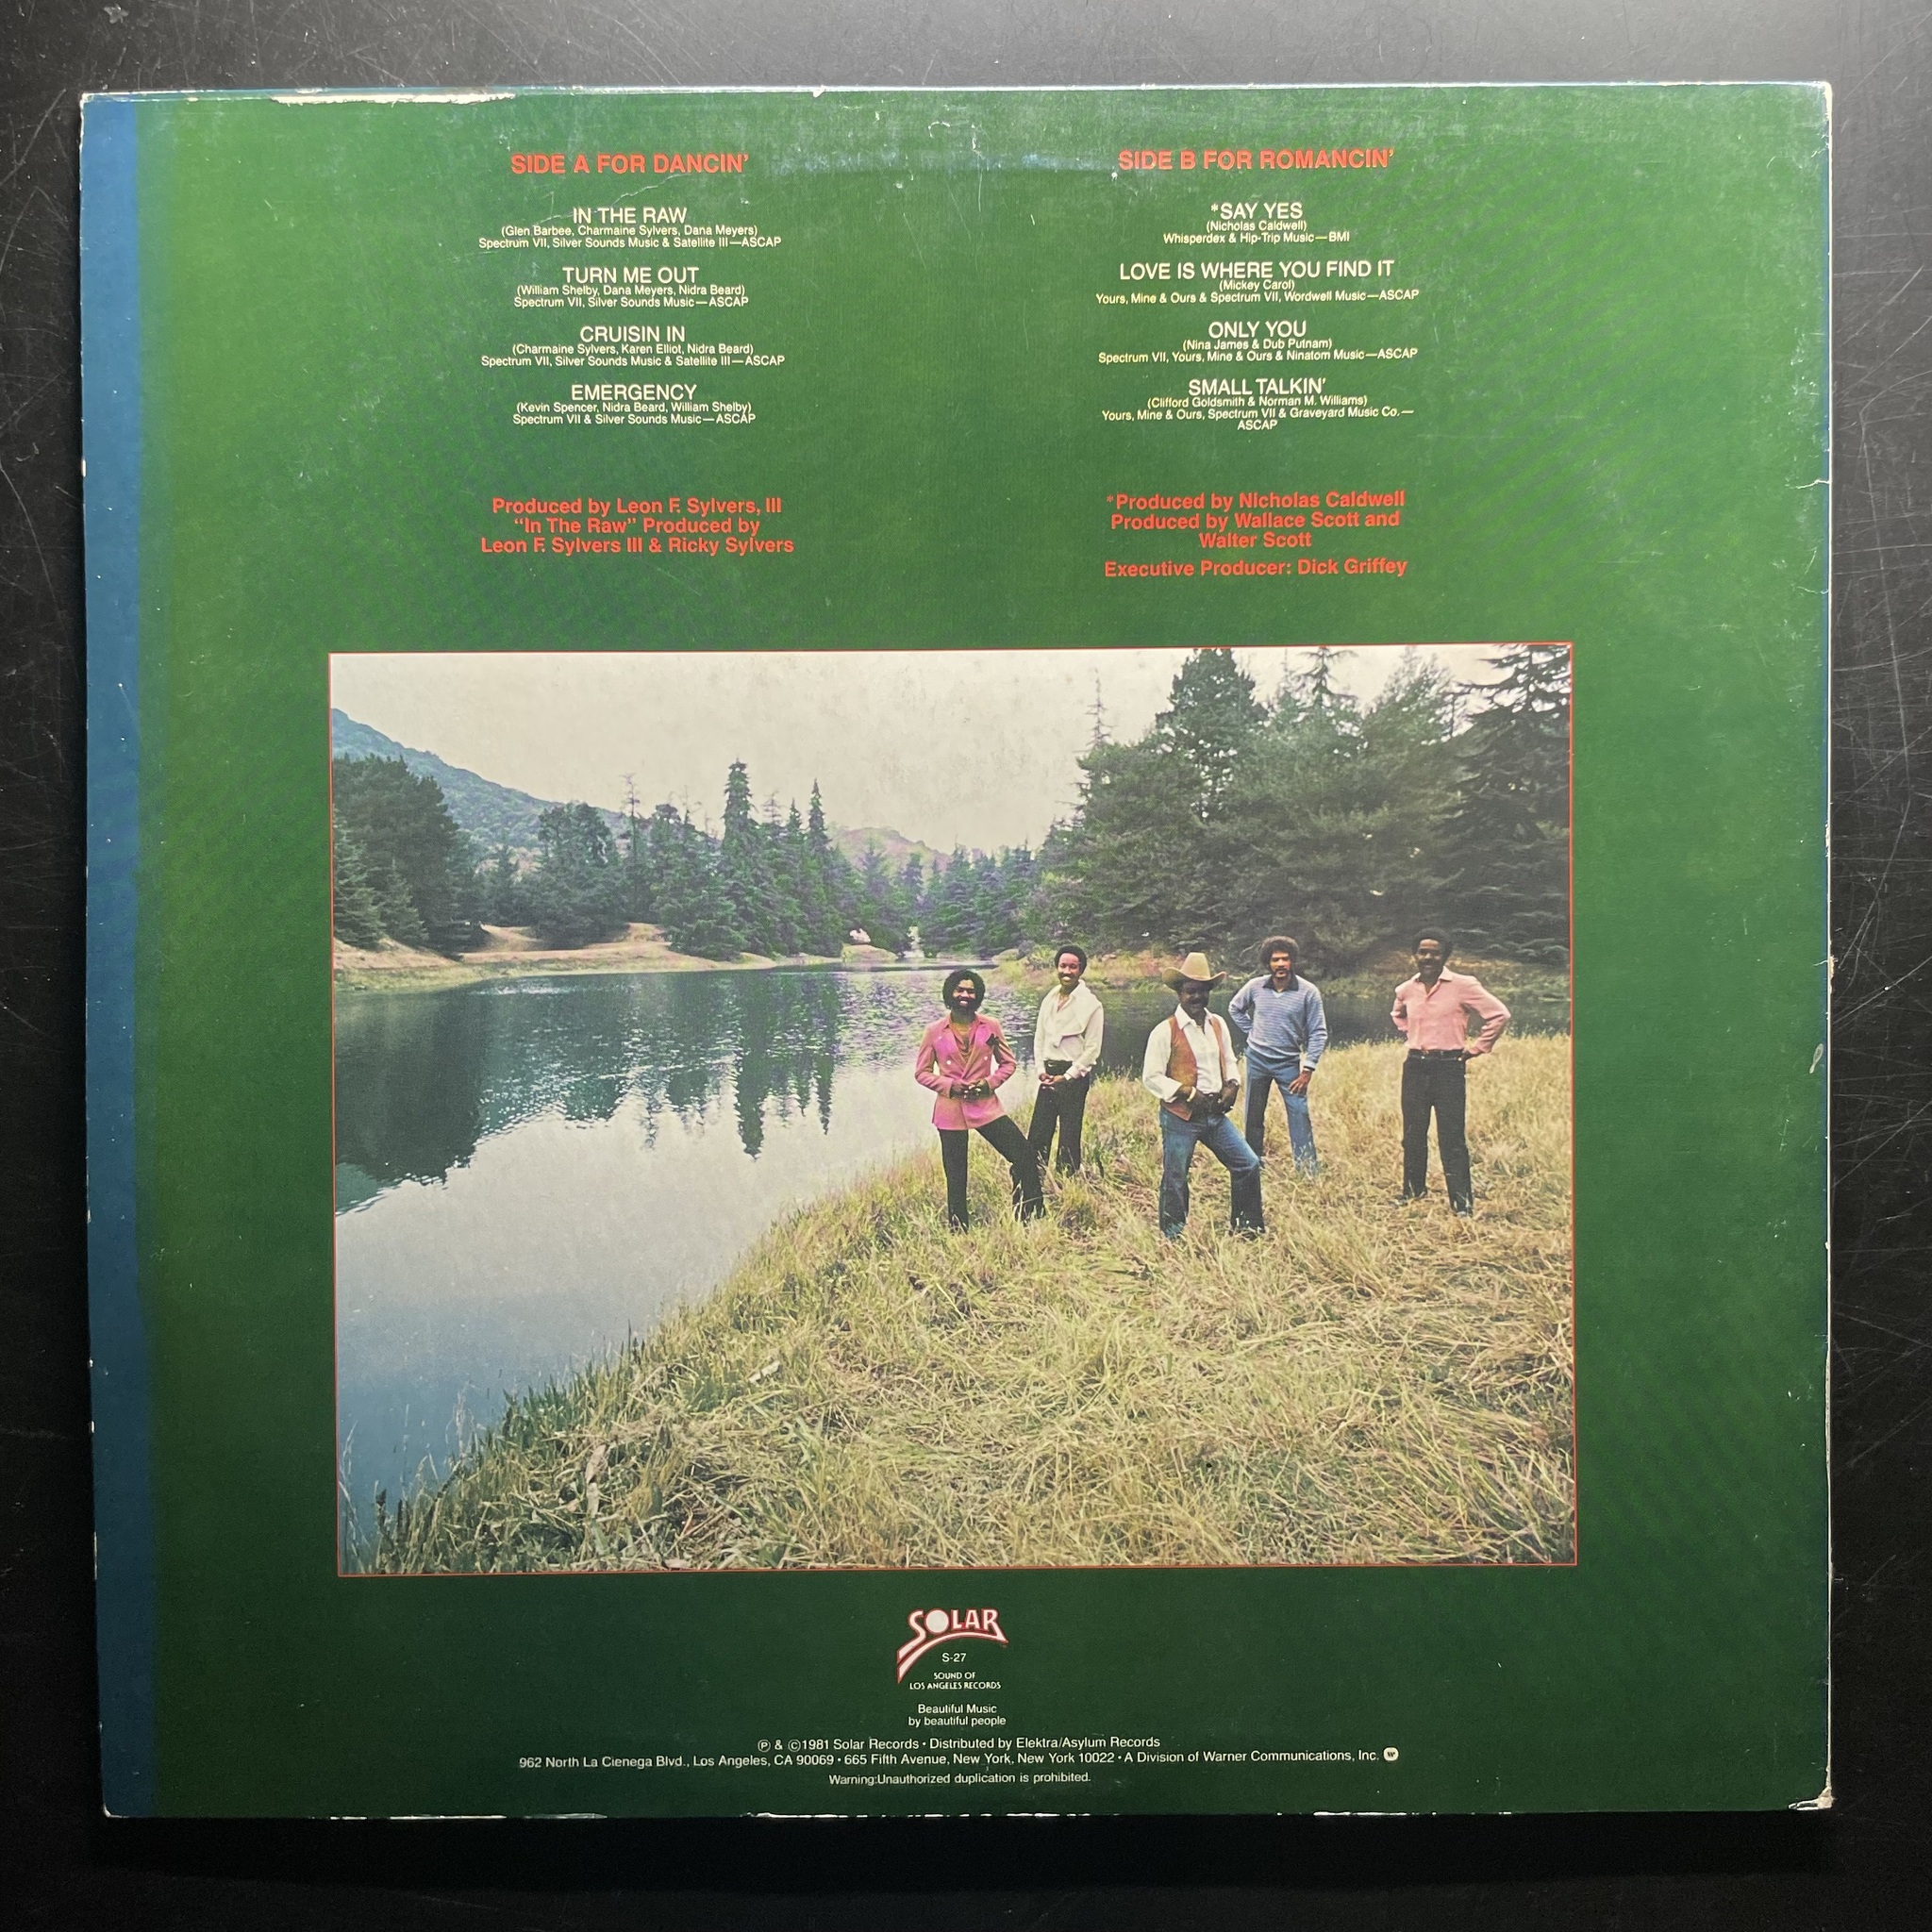 SIDE A FOR DANCIN'
IN THE RAW
(Glen Barbee, Charmaine Sylvers, Dana Meyers)
Spectrum VII, Silver Sounds Music & Satellite III—ASCAP
TURN ME OUT
(William Shelby, Dana Meyers, Nidra Beard)
Spectrum VII, Silver Sounds Music—ASCAP
CRUISIN IN
(Charmaine Sylvers, Karen Elliot, Nidra Beard)
Spectrum VII, Silver Sounds Music & Satellite III—ASCAP
EMERGENCY
(Kevin Spencer, Nidra Beard, William Shelby)
Spectrum VII & Silver Sounds Music—ASCAP
Produced by Leon F. Sylvers, III
“In The Raw” Produced by
Leon F. Sylvers III & Ricky Sylvers
SIDE B FOR ROMANCIN'
*SAY YES
(Nicholas Caldwell)
Whisperdex & Hip-Trip Music—BMI
LOVE IS WHERE YOU FIND IT
(Mickey Carol)
Yours, Mine & Ours & Spectrum VII, Wordwell Music—ASCAP
ONLY YOU
(Nina James & Dub Putnam)
Spectrum VII, Yours, Mine & Ours & Ninatom Music—ASCAP
SMALL TALKIN'
(Clifford Goldsmith & Norman M. Williams)
Yours, Mine & Ours, Spectrum VII & Graveyard Music Co.—
ASCAP
*Produced by Nicholas Caldwell
Produced by Wallace Scott and
Walter Scott
Executive Producer: Dick Griffey
SOLAR
S-27
SOUND OF
LOS ANGELES RECORDS
Beautiful Music
by beautiful people
℗ & ©1981 Solar Records • Distributed by Elektra/Asylum Records
962 North La Cienega Blvd., Los Angeles, CA 90069 • 665 Fifth Avenue, New York, New York 10022 • A Division of Warner Communications, Inc.
Warning:Unauthorized duplication is prohibited.